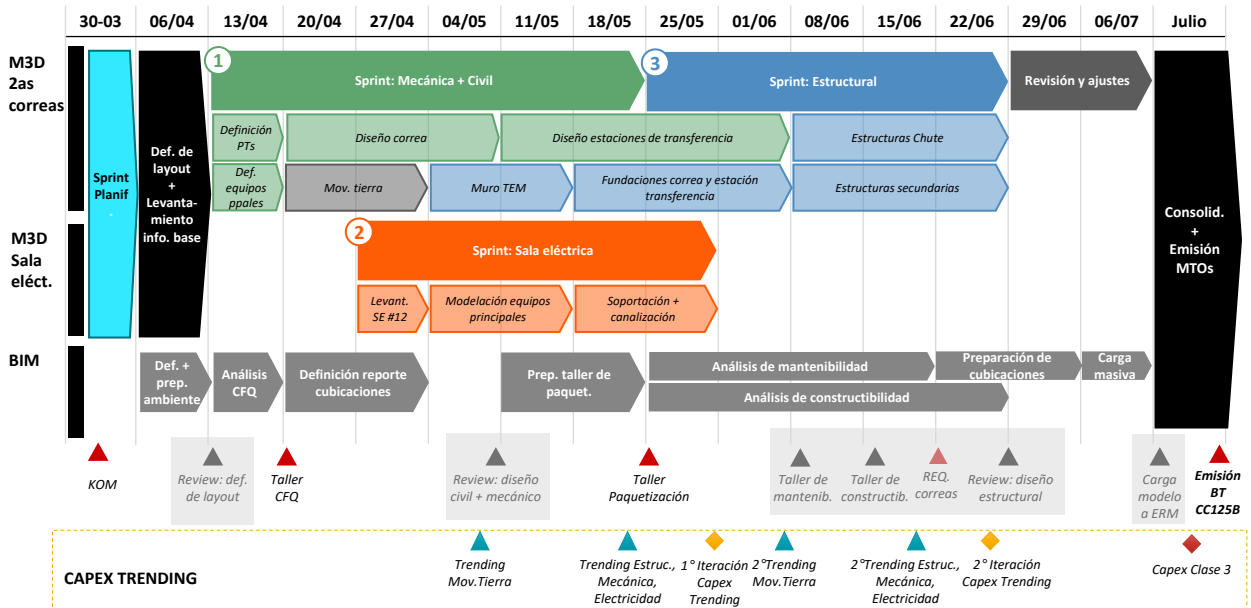 30-03 06/04 13/04 20/04 27/04 04/05 11/05 18/05 25/05 01/06 08/06 15/06 22/06 29/06 06/07 Julio
M3D
2as
correas
Sprint
Planif
.
Def. de
layout
+
Levanta-
miento
info. base
1
Sprint: Mecánica + Civil
3
Sprint: Estructural
Revisión y ajustes
Definición
PTs
Diseño correa
Diseño estaciones de transferencia
Estructuras Chute
Def.
equipos
ppales
Mov. tierra
Muro TEM
Fundaciones correa y estación
transferencia
Estructuras secundarias
Consolid.
+
Emisión
MTOs
M3D
Sala
eléct.
2
Sprint: Sala eléctrica
Levant.
SE #12
Modelación equipos
principales
Soportación +
canalización
BIM
Def. +
prep.
ambiente
Análisis
CFQ
Definición reporte
cubicaciones
Prep. taller de
paquet.
Análisis de mantenibilidad
Preparación de
cubicaciones
Carga
masiva
Análisis de constructibilidad
KOM
Review: def.
de layout
Taller
CFQ
Review: diseño
civil + mecánico
Taller
Paquetización
Taller de
mantenib.
Taller de
constructib.
REQ.
correas
Review: diseño
estructural
Carga
modelo
a ERM
Emisión
BT
CC125B
CAPEX TRENDING
Trending
Mov.Tierra
Trending Estruc.,
Mecánica,
Electricidad
1° Iteración
Capex
Trending
2°Trending
Mov.Tierra
2°Trending Estruc.,
Mecánica,
Electricidad
2° Iteración
Capex Trending
Capex Clase 3